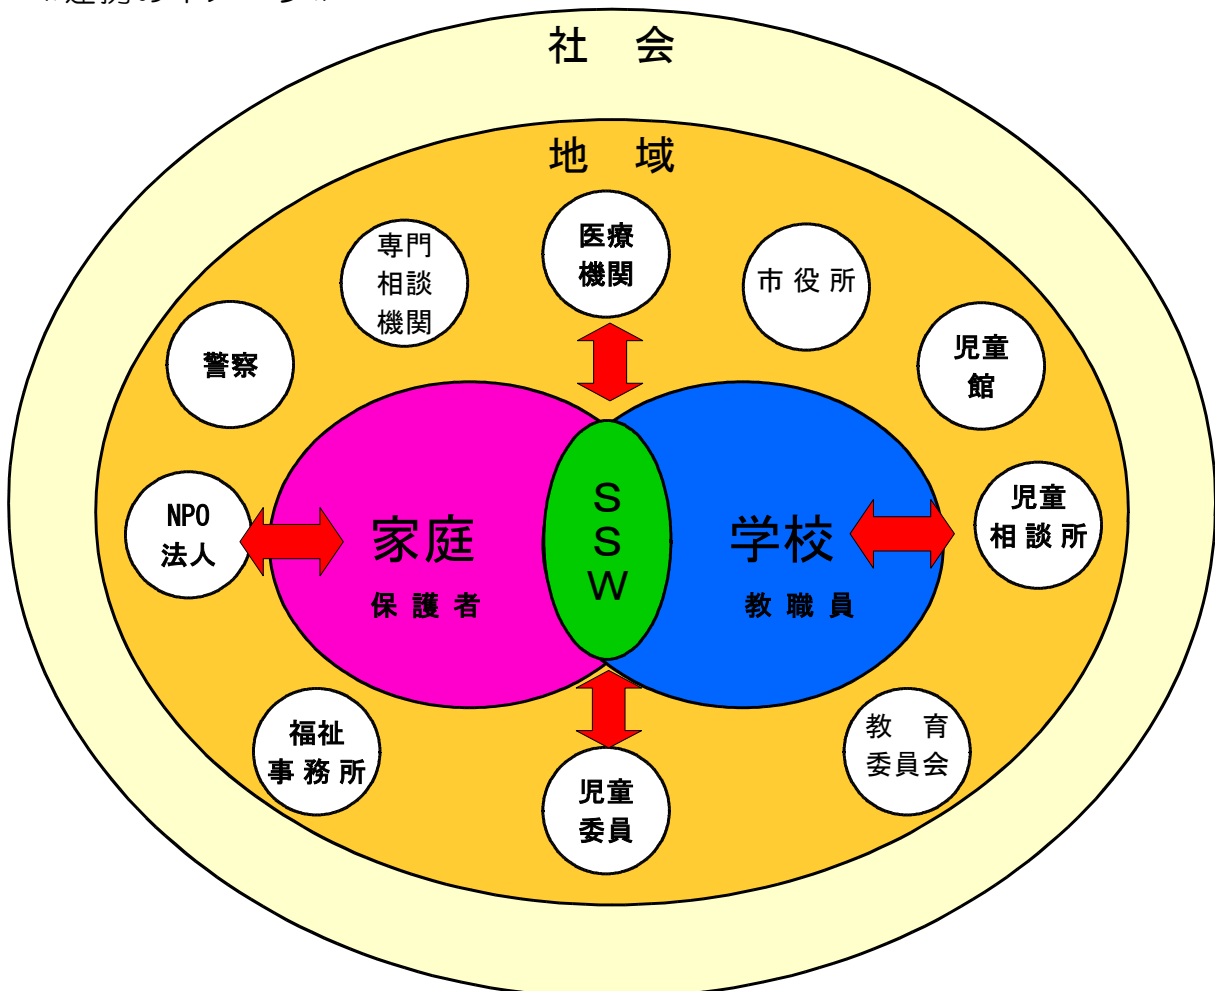 社　会
地　域
医療
機関
専門
相談
機関
市役所
警察
児童
館
NPO
法人
家庭
保護者
S
S
W
学校
教職員
児童
相談所
福祉
事務所
児童
委員
教　育
委員会